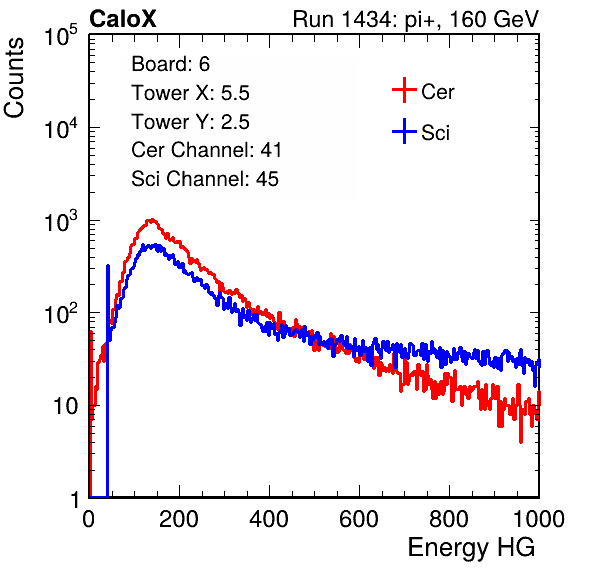 CaloX Run 1434: pi+, 160 GeV
Board: 6
Tower X: 5.5
Tower Y: 2.5
Cer Channel: 41
Sci Channel: 45
Cer
Sci
Counts
10^5
10^4
10^3
10^2
10
1
0 200 400 600 800 1000
Energy HG